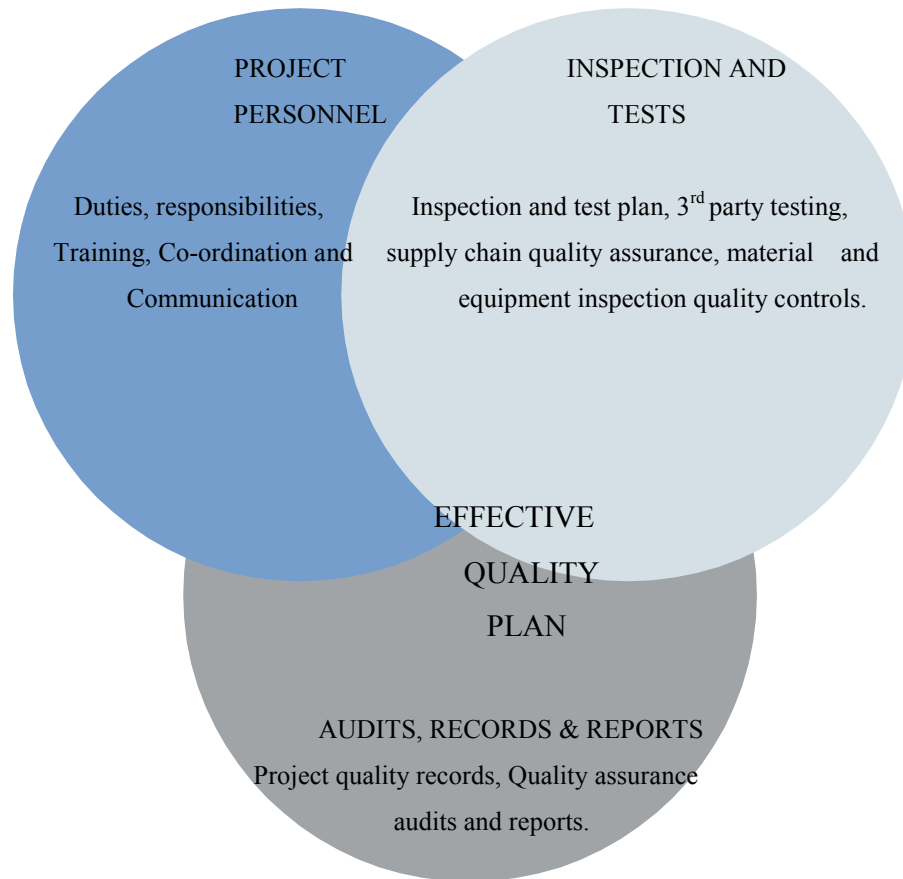 PROJECT
PERSONNEL
Duties, responsibilities,
Training, Co-ordination and
Communication
INSPECTION AND
TESTS
Inspection and test plan, 3rd party testing,
supply chain quality assurance, material and
equipment inspection quality controls.
EFFECTIVE
QUALITY
PLAN
AUDITS, RECORDS & REPORTS
Project quality records, Quality assurance
audits and reports.